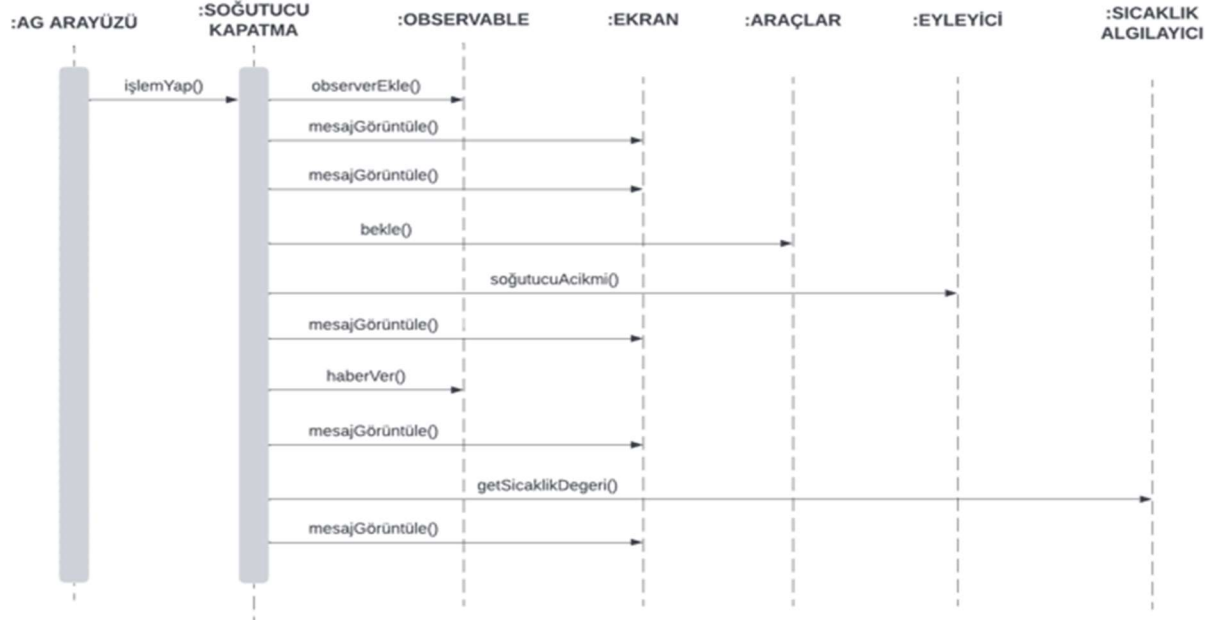 :AG ARAYÜZÜ
:SOĞUTUCU
KAPATMA
:OBSERVABLE
:EKRAN
:ARAÇLAR
:EYLEYİCİ
:SICAKLIK
ALGILAYICI
işlemYap()
observerEkle()
mesajGörüntüle()
mesajGörüntüle()
bekle()
soğutucuAcikmi()
mesajGörüntüle()
haberVer()
mesajGörüntüle()
getSicaklikDegeri()
mesajGörüntüle()